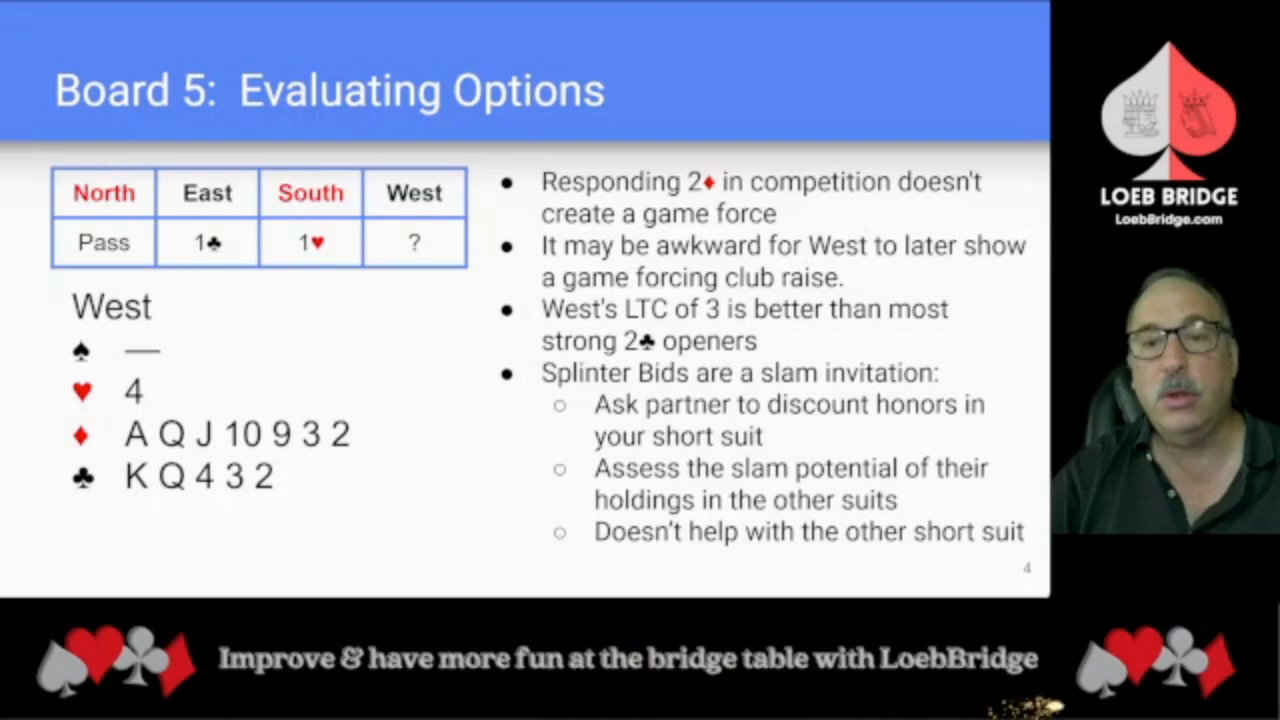 Board 5: Evaluating Options
North East South West
Pass 1♣ 1♥ ?
West
♠ —
♥ 4
♦ A Q J 10 9 3 2
♣ K Q 4 3 2
● Responding 2♦ in competition doesn't
create a game force
● It may be awkward for West to later show
a game forcing club raise.
● West's LTC of 3 is better than most
strong 2♣ openers
● Splinter Bids are a slam invitation:
○ Ask partner to discount honors in
your short suit
○ Assess the slam potential of their
holdings in the other suits
○ Doesn't help with the other short suit
4
LOEB BRIDGE
LoebBridge.com
Improve & have more fun at the bridge table with LoebBridge